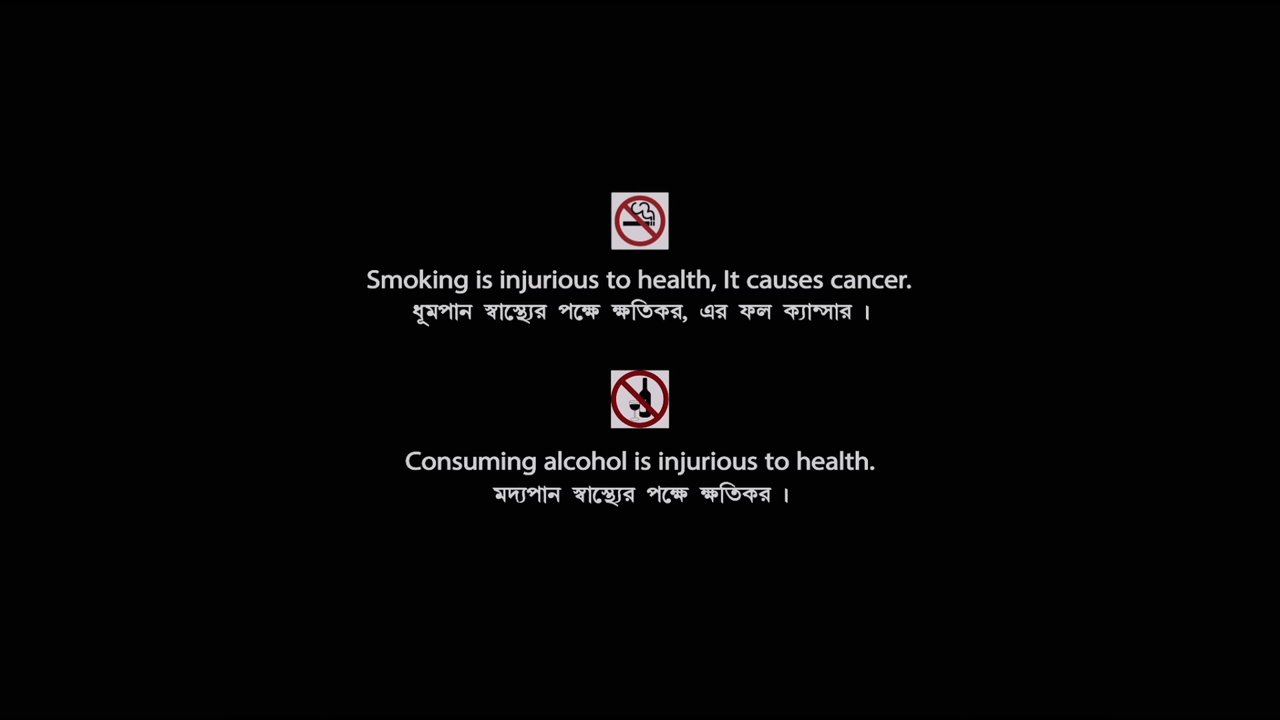 Smoking is injurious to health, It causes cancer.
ধূমপান স্বাস্থ্যের পক্ষে ক্ষতিকর, এর ফল ক্যান্সার ।
Consuming alcohol is injurious to health.
মদ্যপান স্বাস্থ্যের পক্ষে ক্ষতিকর ।